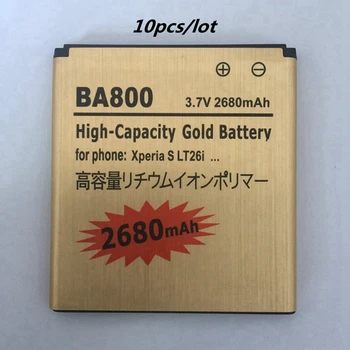 10pcs/lot
BA800
3.7V 2680mAh
High-Capacity Gold Battery
for phone: Xperia S LT26i ...
高容量リチウムイオンポリマー
2680mAh